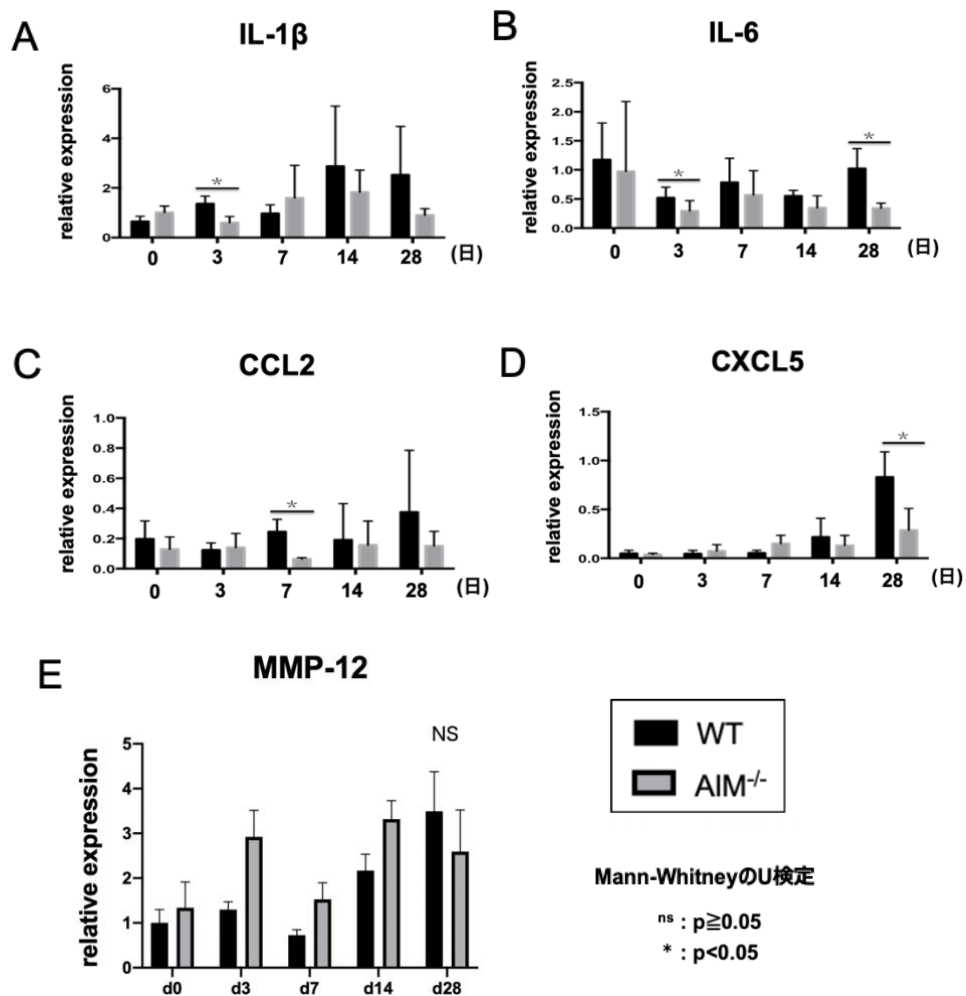 A
IL-1β
relative expression
6
4
2
0
*
0 3 7 14 28 (日)
B
IL-6
relative expression
2.5
2.0
1.5
1.0
0.5
0.0
*
*
0 3 7 14 28 (日)
C
CCL2
relative expression
1.0
0.8
0.6
0.4
0.2
0.0
*
0 3 7 14 28 (日)
D
CXCL5
relative expression
1.5
1.0
0.5
0.0
*
0 3 7 14 28 (日)
E
MMP-12
relative expression
5
4
3
2
1
0
NS
d0 d3 d7 d14 d28
WT
AIM-/-
Mann-WhitneyのU検定
ns : p≧0.05
* : p<0.05